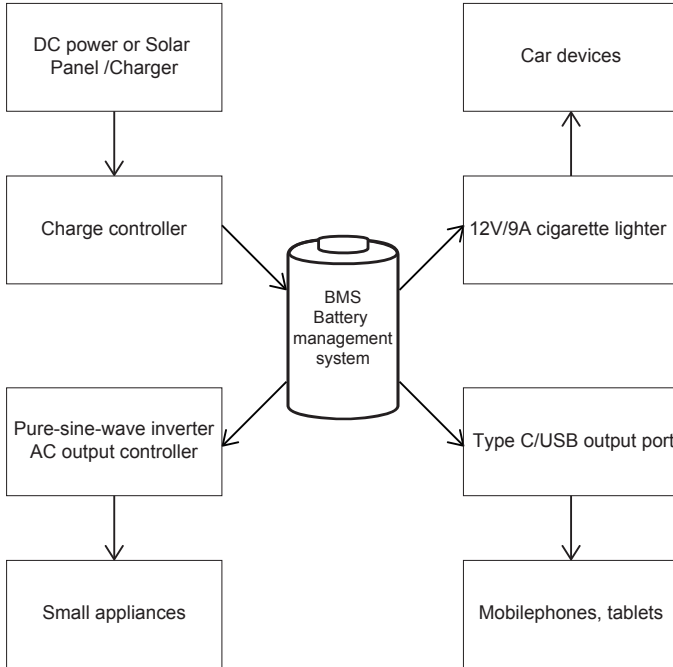 DC power or Solar
Panel /Charger
Car devices
Charge controller
12V/9A cigarette lighter
BMS
Battery
management
system
Pure-sine-wave inverter
AC output controller
Type C/USB output port
Small appliances
Mobilephones, tablets